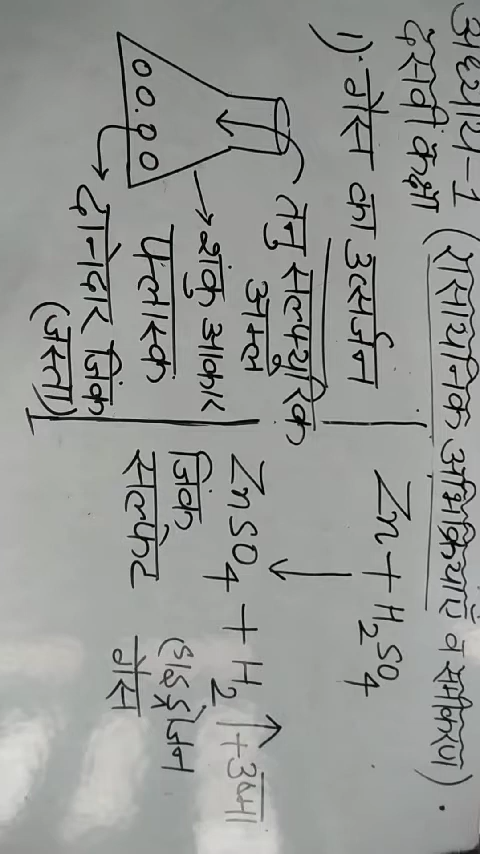 अध्याय-1
दसवीं कक्षा (रासायनिक अभिक्रियाएं व समीकरण).
1) गैस का उत्सर्जन
तनु सल्फ्यूरिक
अम्ल
शंकु आकार
फ्लास्क
दानेदार जिंक
(जस्ता)
Zn + H₂SO₄
↓
ZnSO₄ + H₂↑ + ऊष्मा
जिंक
सल्फेट
हाइड्रोजन
गैस